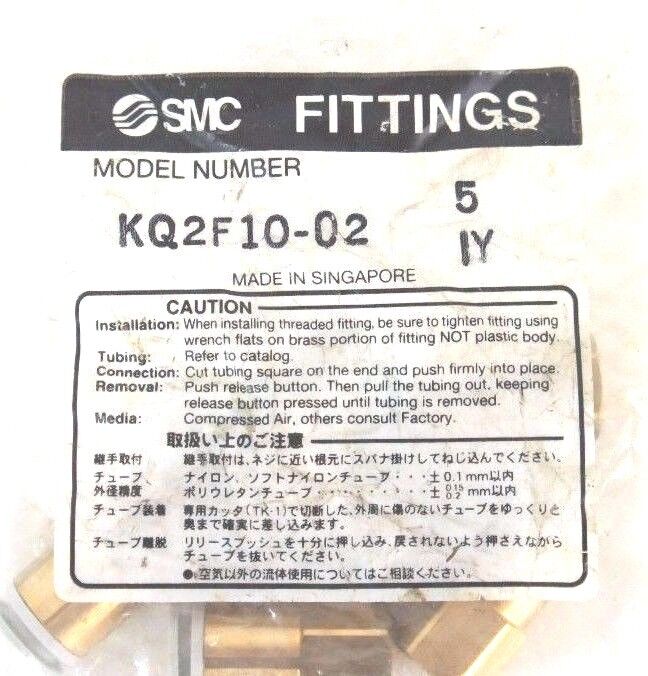 SMC FITTINGS
MODEL NUMBER
KQ2F10-02 5
IY
MADE IN SINGAPORE
CAUTION
Installation: When installing threaded fitting, be sure to tighten fitting using
wrench flats on brass portion of fitting NOT plastic body.
Tubing: Refer to catalog.
Connection: Cut tubing square on the end and push firmly into place.
Removal: Push release button. Then pull the tubing out, keeping
release button pressed until tubing is removed.
Media: Compressed Air, others consult Factory.
取扱い上のご注意
継手取付 継手取付は、ネジに近い根元にスパナ掛けしてねじ込んでください。
チューブ ナイロン、ソフトナイロンチューブ・・・±0.1mm以内
外径精度 ポリウレタンチューブ・・・・・・・・・± 0.15 0.2 mm以内
チューブ装着 専用カッタ(TK-1)で切断した、外周に傷のないチューブをゆっくりと
奥まで確実に差し込みます。
チューブ離脱 リリースブッシュを十分に押し込み、戻されないよう押さえながら
チューブを抜いてください。
●空気以外の流体使用についてはご相談ください。